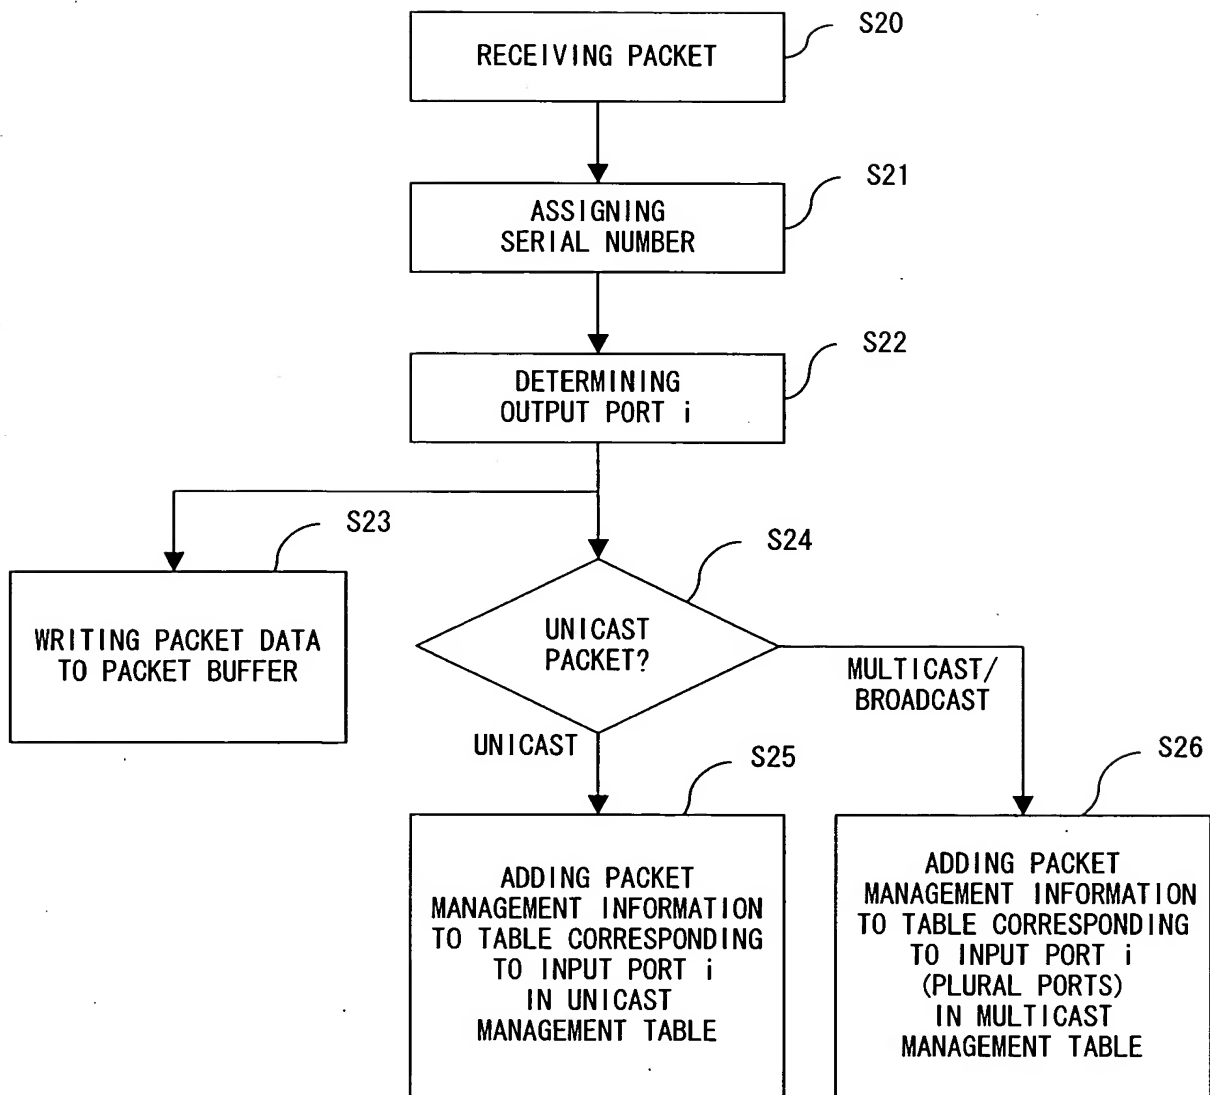 S20
RECEIVING PACKET
S21
ASSIGNING
SERIAL NUMBER
S22
DETERMINING
OUTPUT PORT i
S23
WRITING PACKET DATA
TO PACKET BUFFER
S24
UNICAST
PACKET?
MULTICAST/
BROADCAST
UNICAST
S25
ADDING PACKET
MANAGEMENT INFORMATION
TO TABLE CORRESPONDING
TO INPUT PORT i
IN UNICAST
MANAGEMENT TABLE
S26
ADDING PACKET
MANAGEMENT INFORMATION
TO TABLE CORRESPONDING
TO INPUT PORT i
(PLURAL PORTS)
IN MULTICAST
MANAGEMENT TABLE